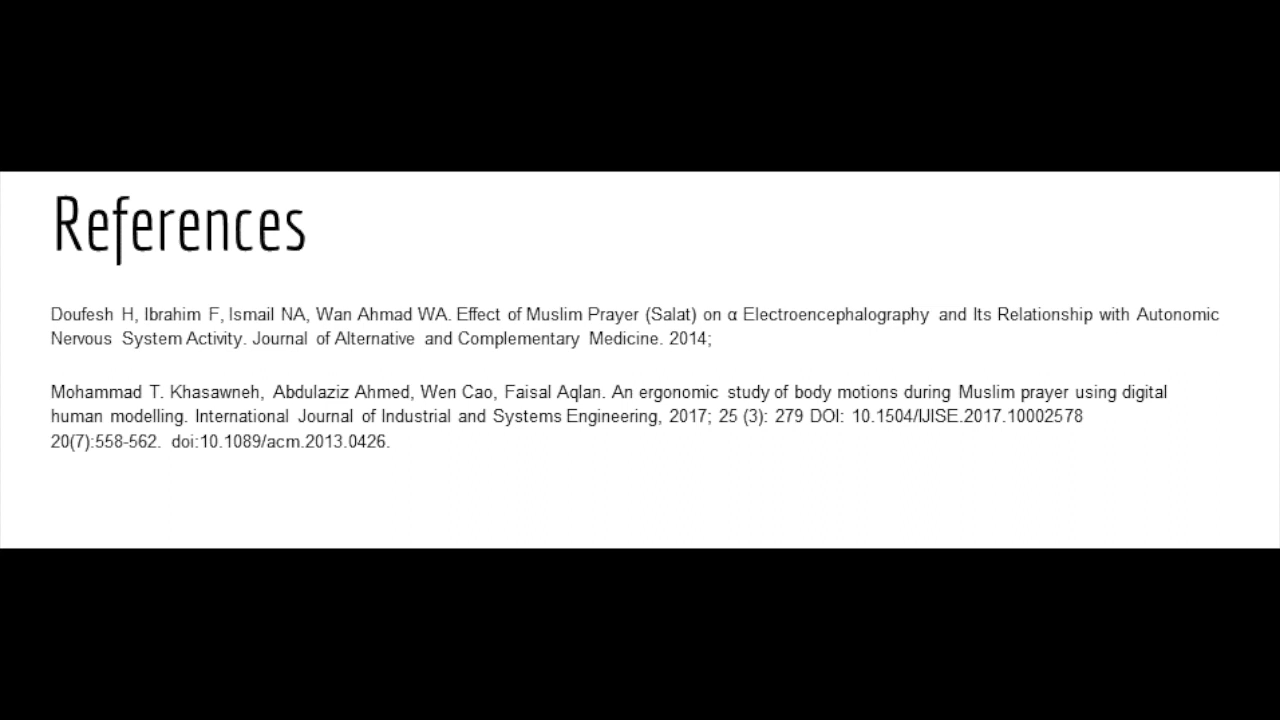 References
Doufesh H, Ibrahim F, Ismail NA, Wan Ahmad WA. Effect of Muslim Prayer (Salat) on α Electroencephalography and Its Relationship with Autonomic
Nervous System Activity. Journal of Alternative and Complementary Medicine. 2014;
Mohammad T. Khasawneh, Abdulaziz Ahmed, Wen Cao, Faisal Aqlan. An ergonomic study of body motions during Muslim prayer using digital
human modelling. International Journal of Industrial and Systems Engineering, 2017; 25 (3): 279 DOI: 10.1504/IJISE.2017.10002578
20(7):558-562. doi:10.1089/acm.2013.0426.